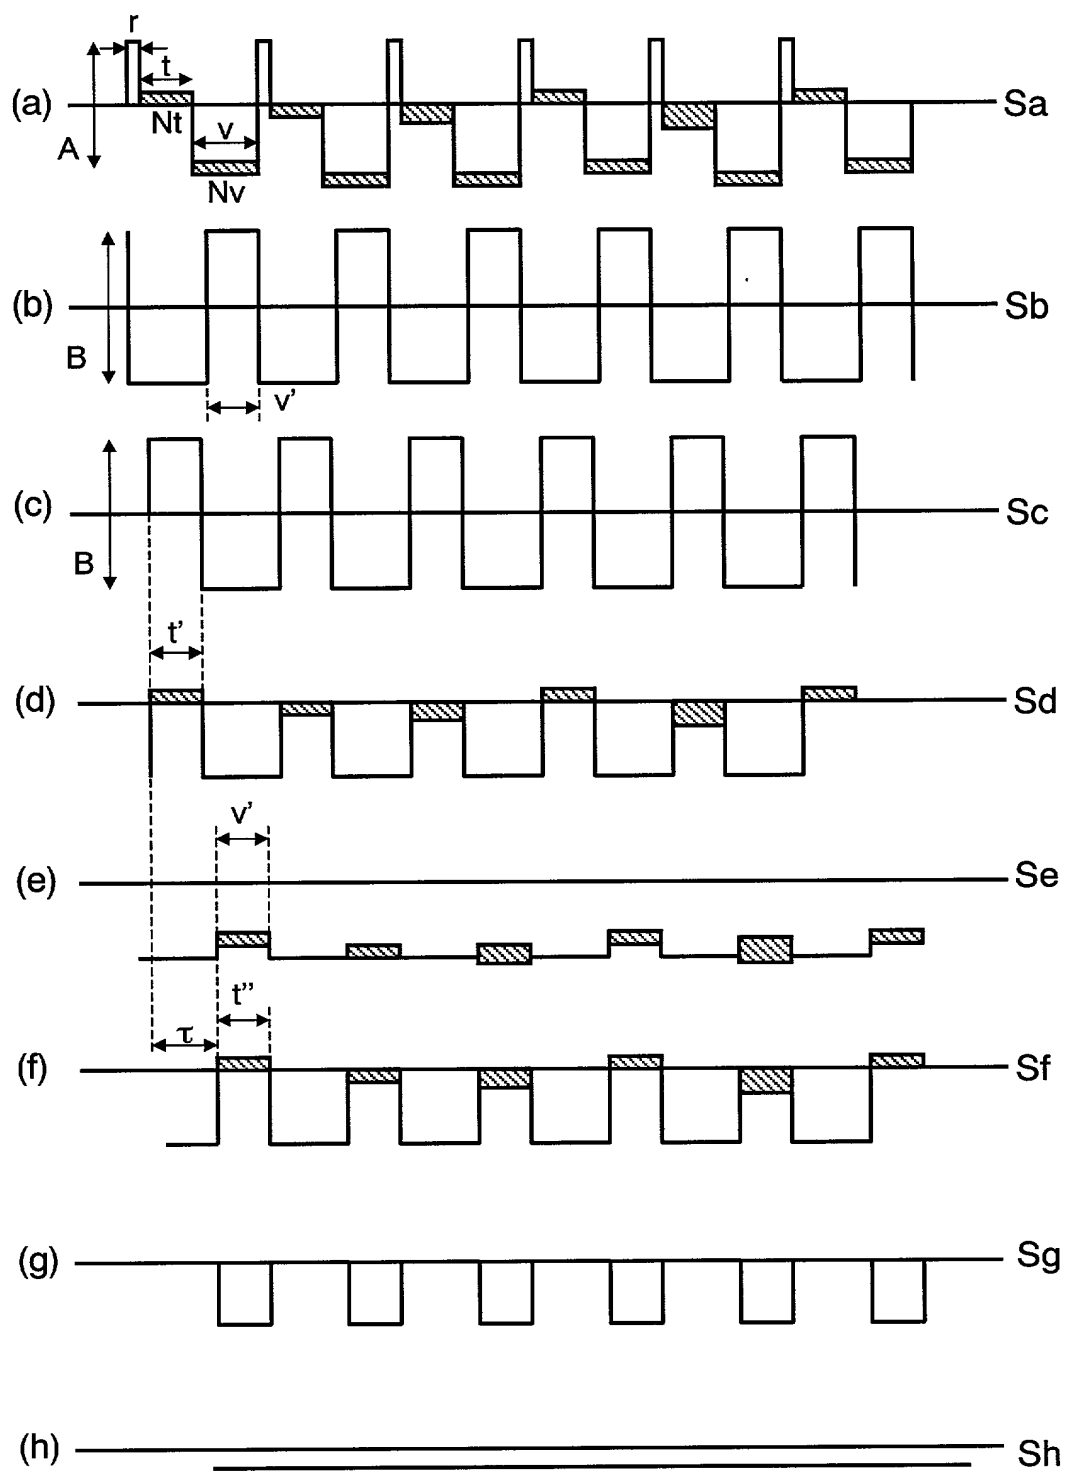 r
t
(a) Sa
A
Nt
v
Nv
(b) Sb
B
v’
(c) Sc
B
t’
(d) Sd
v’
(e) Se
t’’
τ
(f) Sf
(g) Sg
(h) Sh